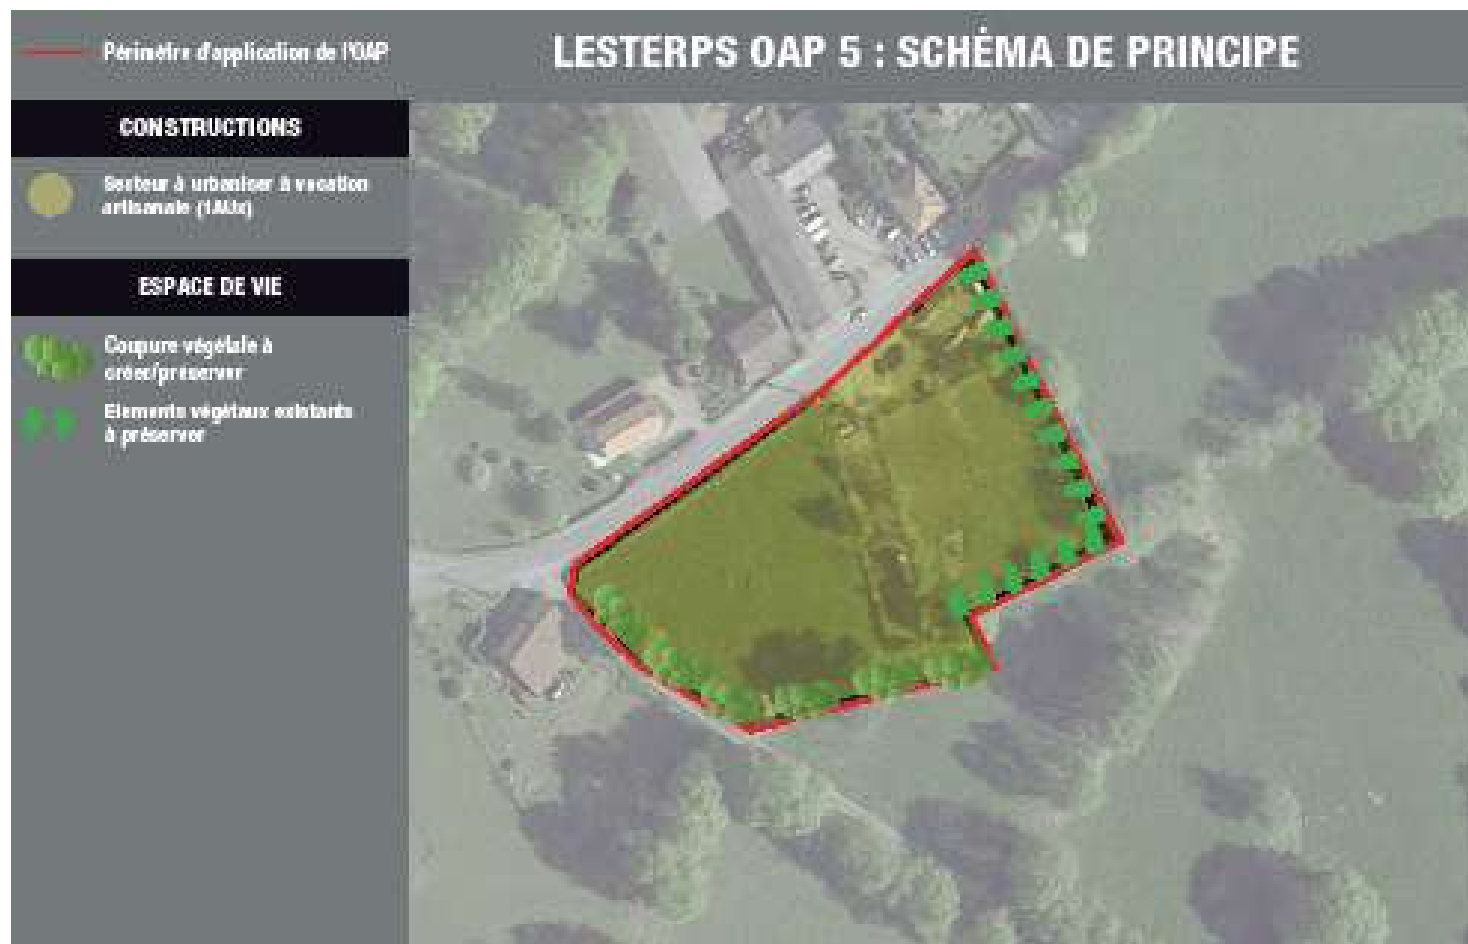 Périmètre d'application de l'OAP
LESTERPS OAP 5 : SCHÉMA DE PRINCIPE
CONSTRUCTIONS
Secteur à urbaniser à vocation
artisanale (1AUx)
ESPACE DE VIE
Coupure végétale à
créer/préserver
Elements végétaux existants
à préserver